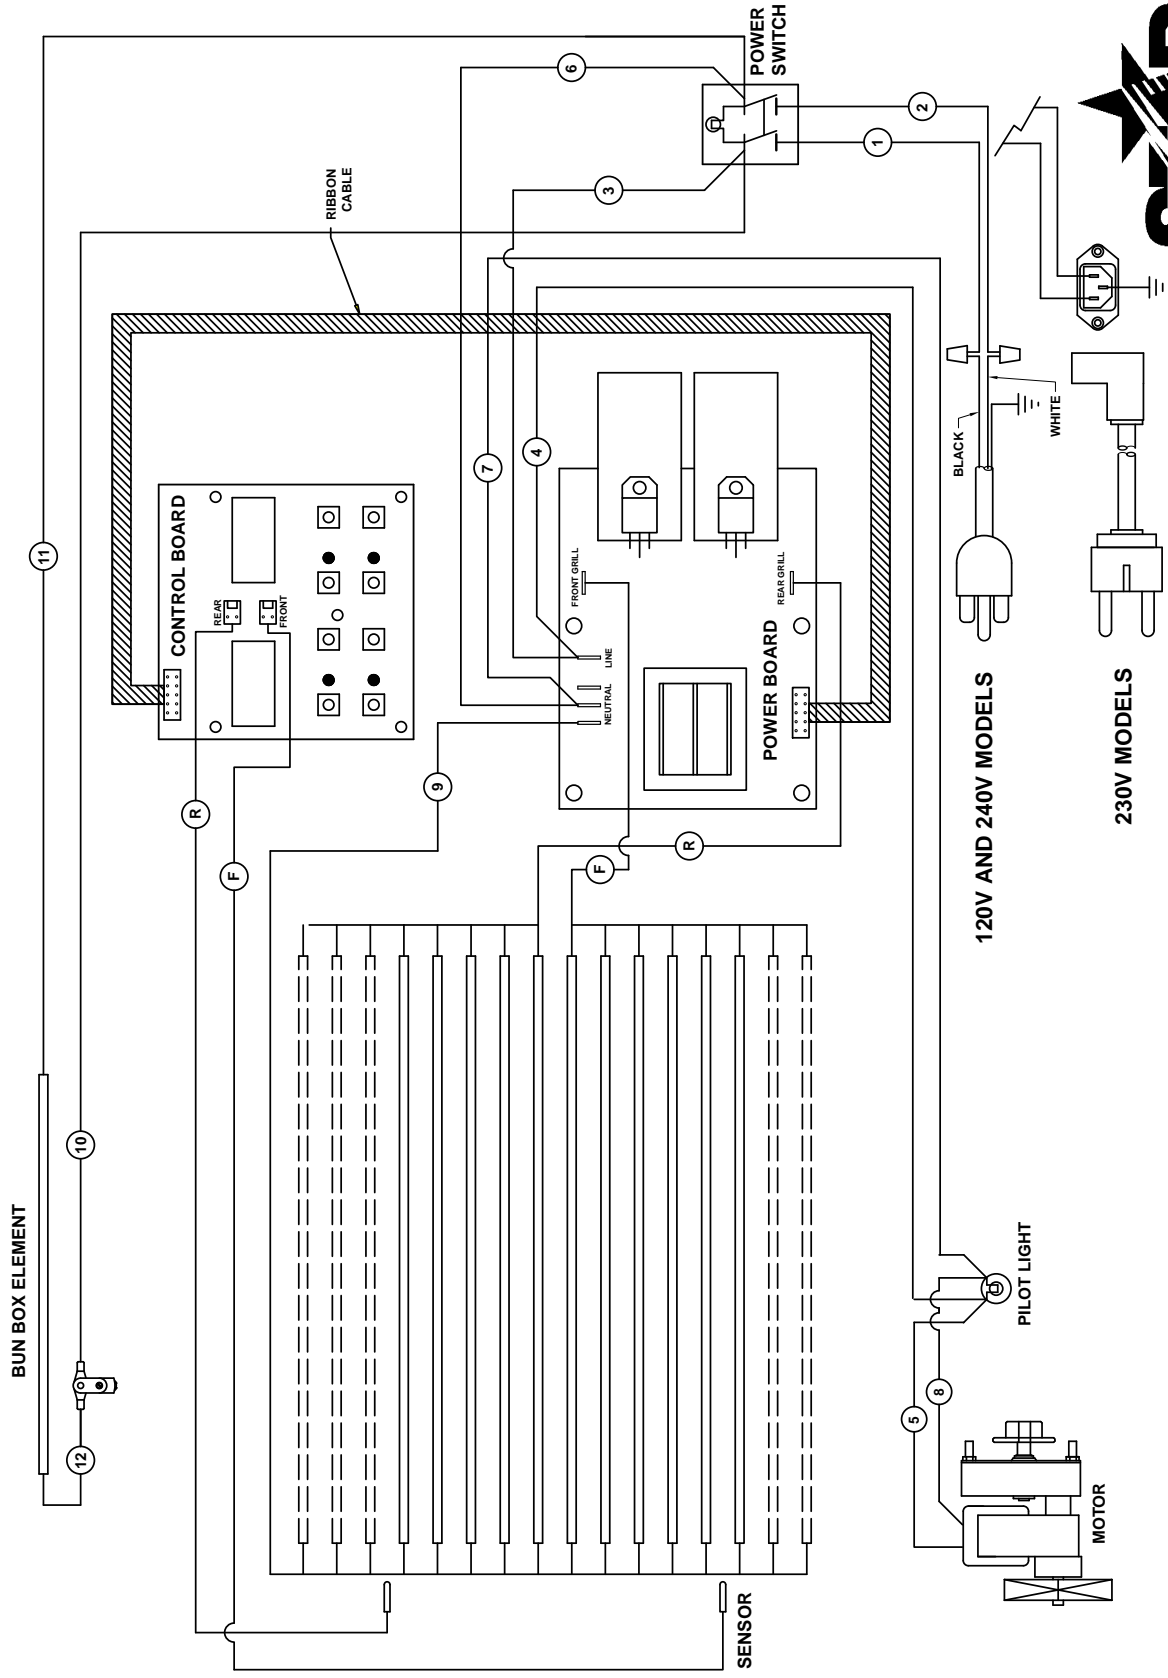 POWER
SWITCH
6
2
1
3
RIBBON
CABLE
11
CONTROL BOARD
REAR
FRONT
7
4
BLACK
WHITE
FRONT GRILL
REAR GRILL
LINE
NEUTRAL
POWER BOARD
9
R
F
R
F
120V AND 240V MODELS
230V MODELS
10
BUN BOX ELEMENT
12
PILOT LIGHT
5
8
MOTOR
SENSOR